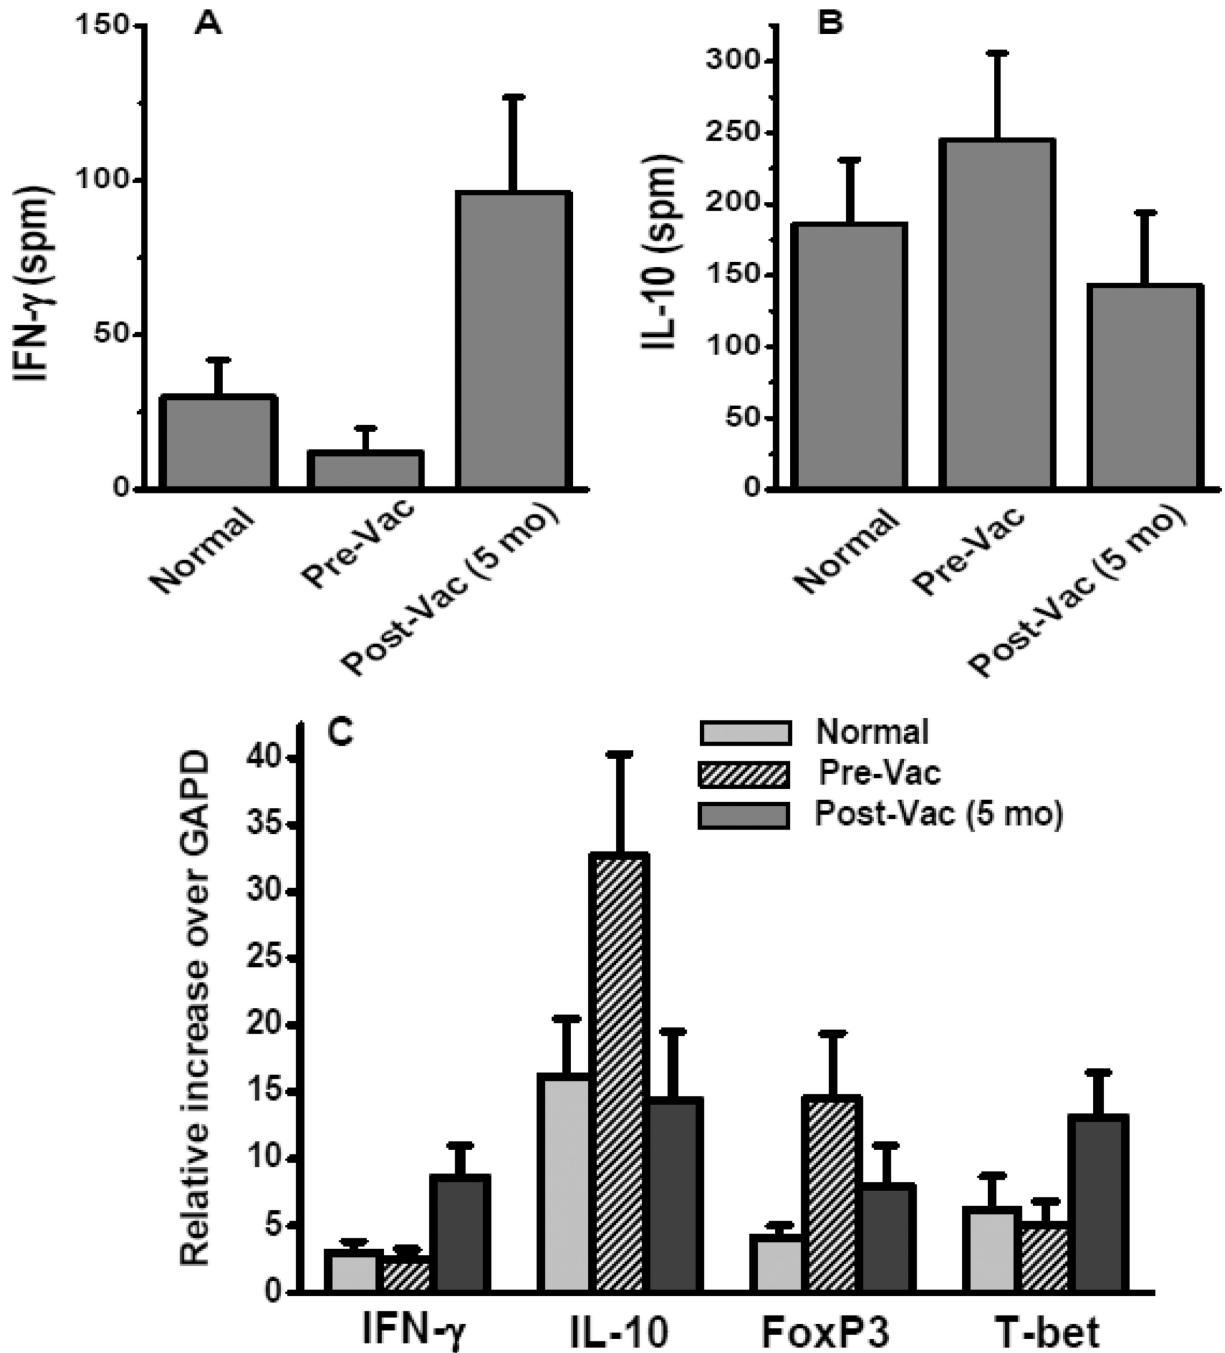 A
IFN-γ (spm)
150
100
50
0
Normal
Pre-Vac
Post-Vac (5 mo)
B
IL-10 (spm)
300
250
200
150
100
50
0
Normal
Pre-Vac
Post-Vac (5 mo)
C
Relative increase over GAPD
40
35
30
25
20
15
10
5
0
Normal
Pre-Vac
Post-Vac (5 mo)
IFN-γ
IL-10
FoxP3
T-bet